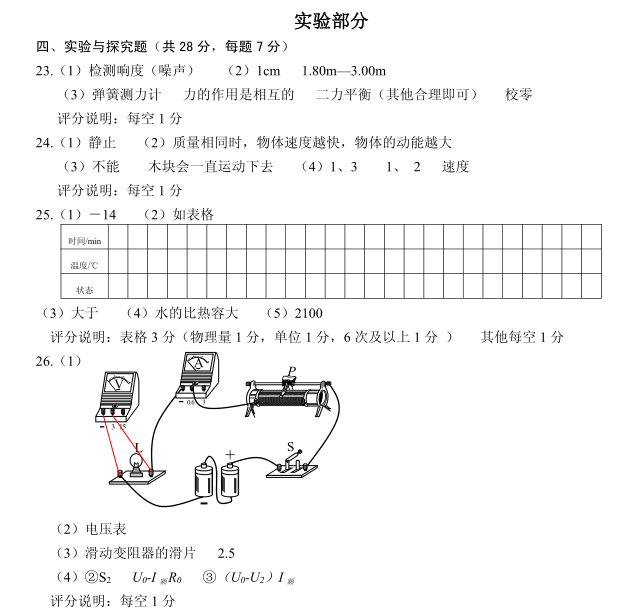 实验部分
四、实验与探究题（共 28 分，每题 7 分）
23.（1）检测响度（噪声） （2）1cm 1.80m—3.00m
（3）弹簧测力计 力的作用是相互的 二力平衡（其他合理即可） 校零
评分说明：每空 1 分
24.（1）静止 （2）质量相同时，物体速度越快，物体的动能越大
（3）不能 木块会一直运动下去 （4）1、3 1、 2 速度
评分说明：每空 1 分
25.（1）－14 （2）如表格
时间/min
温度/℃
状态
（3）大于 （4）水的比热容大 （5）2100
评分说明：表格 3 分（物理量 1 分，单位 1 分，6 次及以上 1 分 ） 其他每空 1 分
26.（1）
A P
V
－ 0.6 3
－ 3 15
L + S
－
（2）电压表
（3）滑动变阻器的滑片 2.5
（4）②S₂ U₀-I额R₀ ③（U₀-U₂）I额
评分说明：每空 1 分